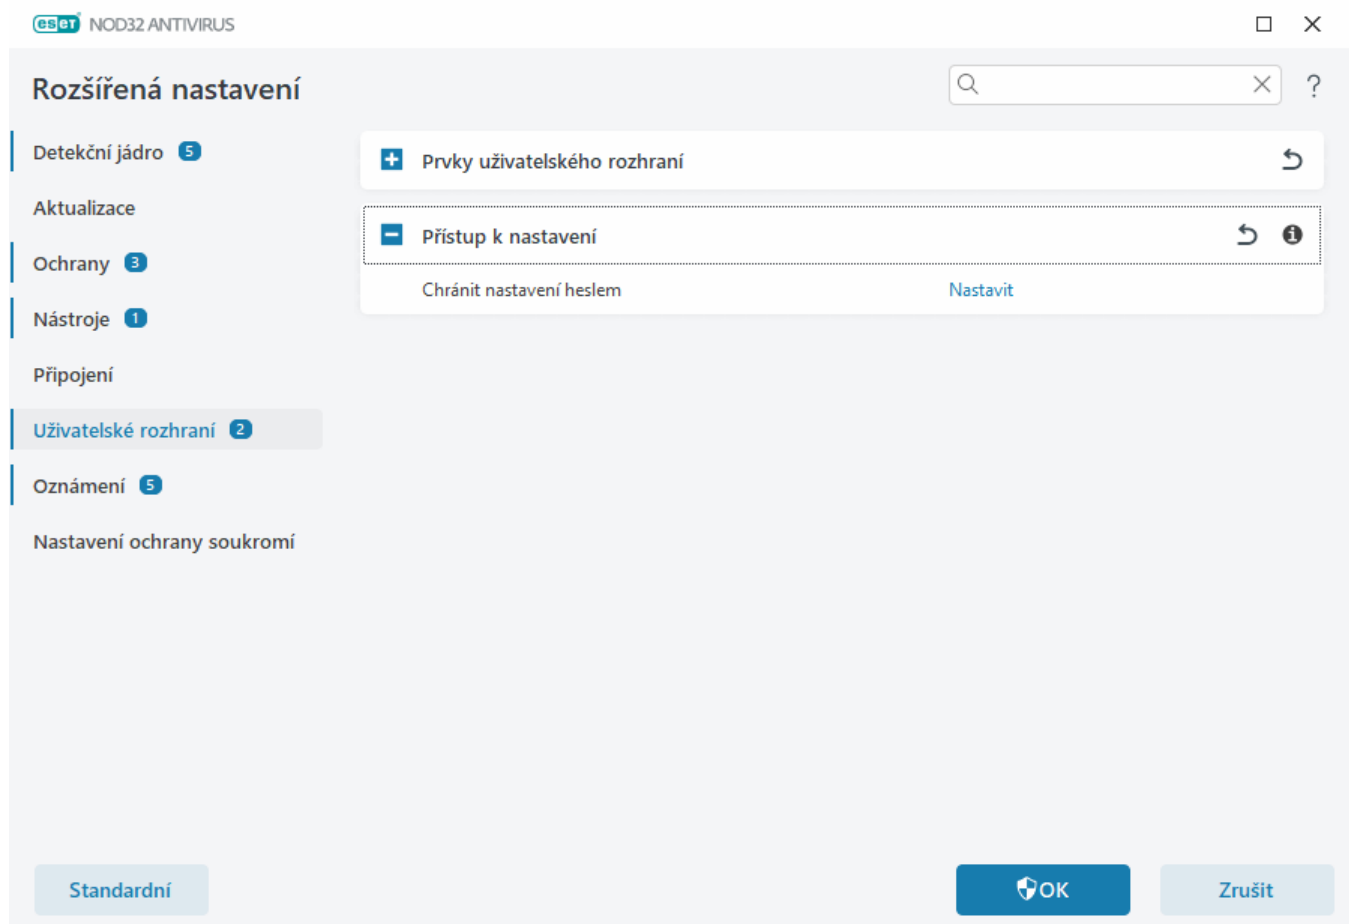 eset NOD32 ANTIVIRUS
Rozšířená nastavení
?
Detekční jádro 5
Aktualizace
Ochrany 3
Nástroje 1
Připojení
Uživatelské rozhraní 2
Oznámení 5
Nastavení ochrany soukromí
Prvky uživatelského rozhraní
Přístup k nastavení
Chránit nastavení heslem Nastavit
Standardní
OK
Zrušit